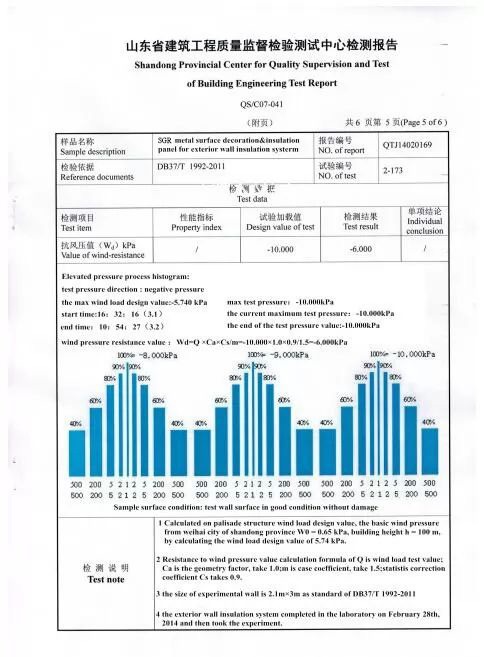 山东省建筑工程质量监督检验测试中心检测报告
Shandong Provincial Center for Quality Supervision and Test
of Building Engineering Test Report
QS/C07-041
(附页) 共 6 页第 5 页(Page 5 of 6 )
样品名称
Sample description
SGR metal surface decoration&insulation
panel for exterior wall insulation systerm
报告编号
NO. of report
QTJ14020169
检验依据
Reference documents
DB37/T 1992-2011
试验编号
NO. of test
2-173
检 测 数 据
Test data
检测项目
Test item
性能指标
Property index
试验加载值
Design value of test
检测结果
Test result
单项结论
Individual
conclusion
抗风压值(Wd)kPa
Value of wind-resistance
/
-10.000
-6.000
/
Elevated pressure process histogram:
test pressure direction : negative pressure
the max wind load design value:-5.740 kPa max test pressure: -10.000kPa
start time:16: 32: 16 (3.1) the current maximum test pressure: -10.000kPa
end time: 10: 54: 27 (3.2) the end of the test pressure value:-10.000kPa
wind pressure resistance value : Wd=Q ×Ca×Cs/m=-10.000×1.0×0.9/1.5=-6.000kPa
100%= -8.000kPa 100%= -9.000kPa 100%= -10.000kPa
90% 90% 90% 90% 90% 90%
80% 80% 80% 80% 80% 80%
60% 60% 60% 60% 60% 60%
40% 40% 40% 40% 40% 40%
500 200 5 2 1 2 5 200 500 500 200 5 2 1 2 5 200 500 500 200 5 2 1 2 5 200 500
500 200 5 2 1 2 5 200 500 500 200 5 2 1 2 5 200 500 500 200 5 2 1 2 5 200 500
Sample surface condition: test wall surface in good condition without damage
检 测 说 明
Test note
1 Calculated on palisade structure wind load design value, the basic wind pressure
from weihai city of shandong province W0 = 0.65 kPa, building height h = 100 m,
by calculating the wind load design value of 5.74 kPa.
2 Resistance to wind pressure value calculation formula of Q is wind load test value;
Ca is the geometry factor, take 1.0;m is case coefficient, take 1.5;statistis correction
coefficient Cs takes 0.9.
3 the size of experimental wall is 2.1m×3m as standard of DB37/T 1992-2011
4 the exterior wall insulation system completed in the laboratory on February 28th,
2014 and then took the experiment.